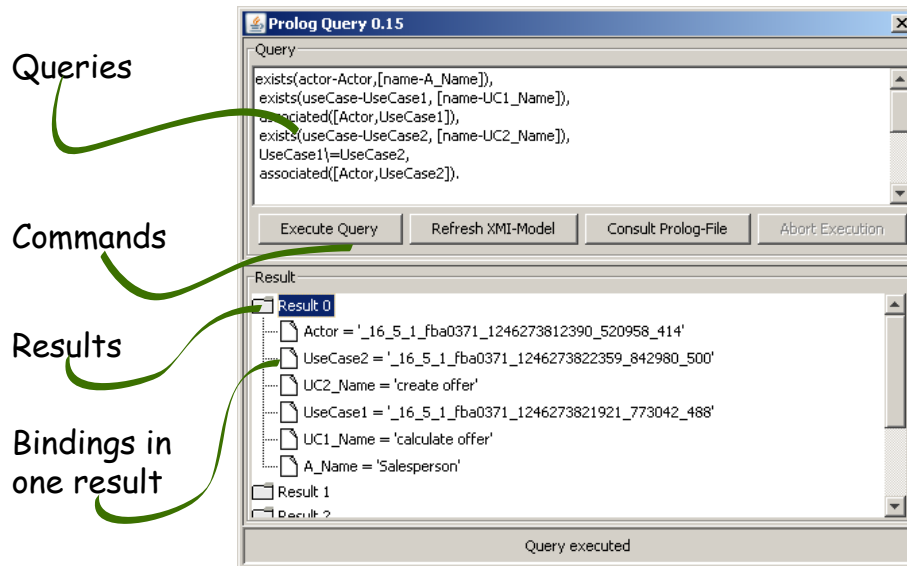 Prolog Query 0.15
Queries
Query
exists(actor-Actor,[name-A_Name]),
exists(useCase-UseCase1, [name-UC1_Name]),
associated([Actor,UseCase1]),
exists(useCase-UseCase2, [name-UC2_Name]),
UseCase1\=UseCase2,
associated([Actor,UseCase2]).
Commands
Execute Query
Refresh XMI-Model
Consult Prolog-File
Abort Execution
Result
Results
Result 0
Actor = '_16_5_1_fba0371_1246273812390_520958_414'
UseCase2 = '_16_5_1_fba0371_1246273822359_842980_500'
UC2_Name = 'create offer'
UseCase1 = '_16_5_1_fba0371_1246273821921_773042_488'
UC1_Name = 'calculate offer'
A_Name = 'Salesperson'
Bindings in
one result
Result 1
Result 2
Query executed